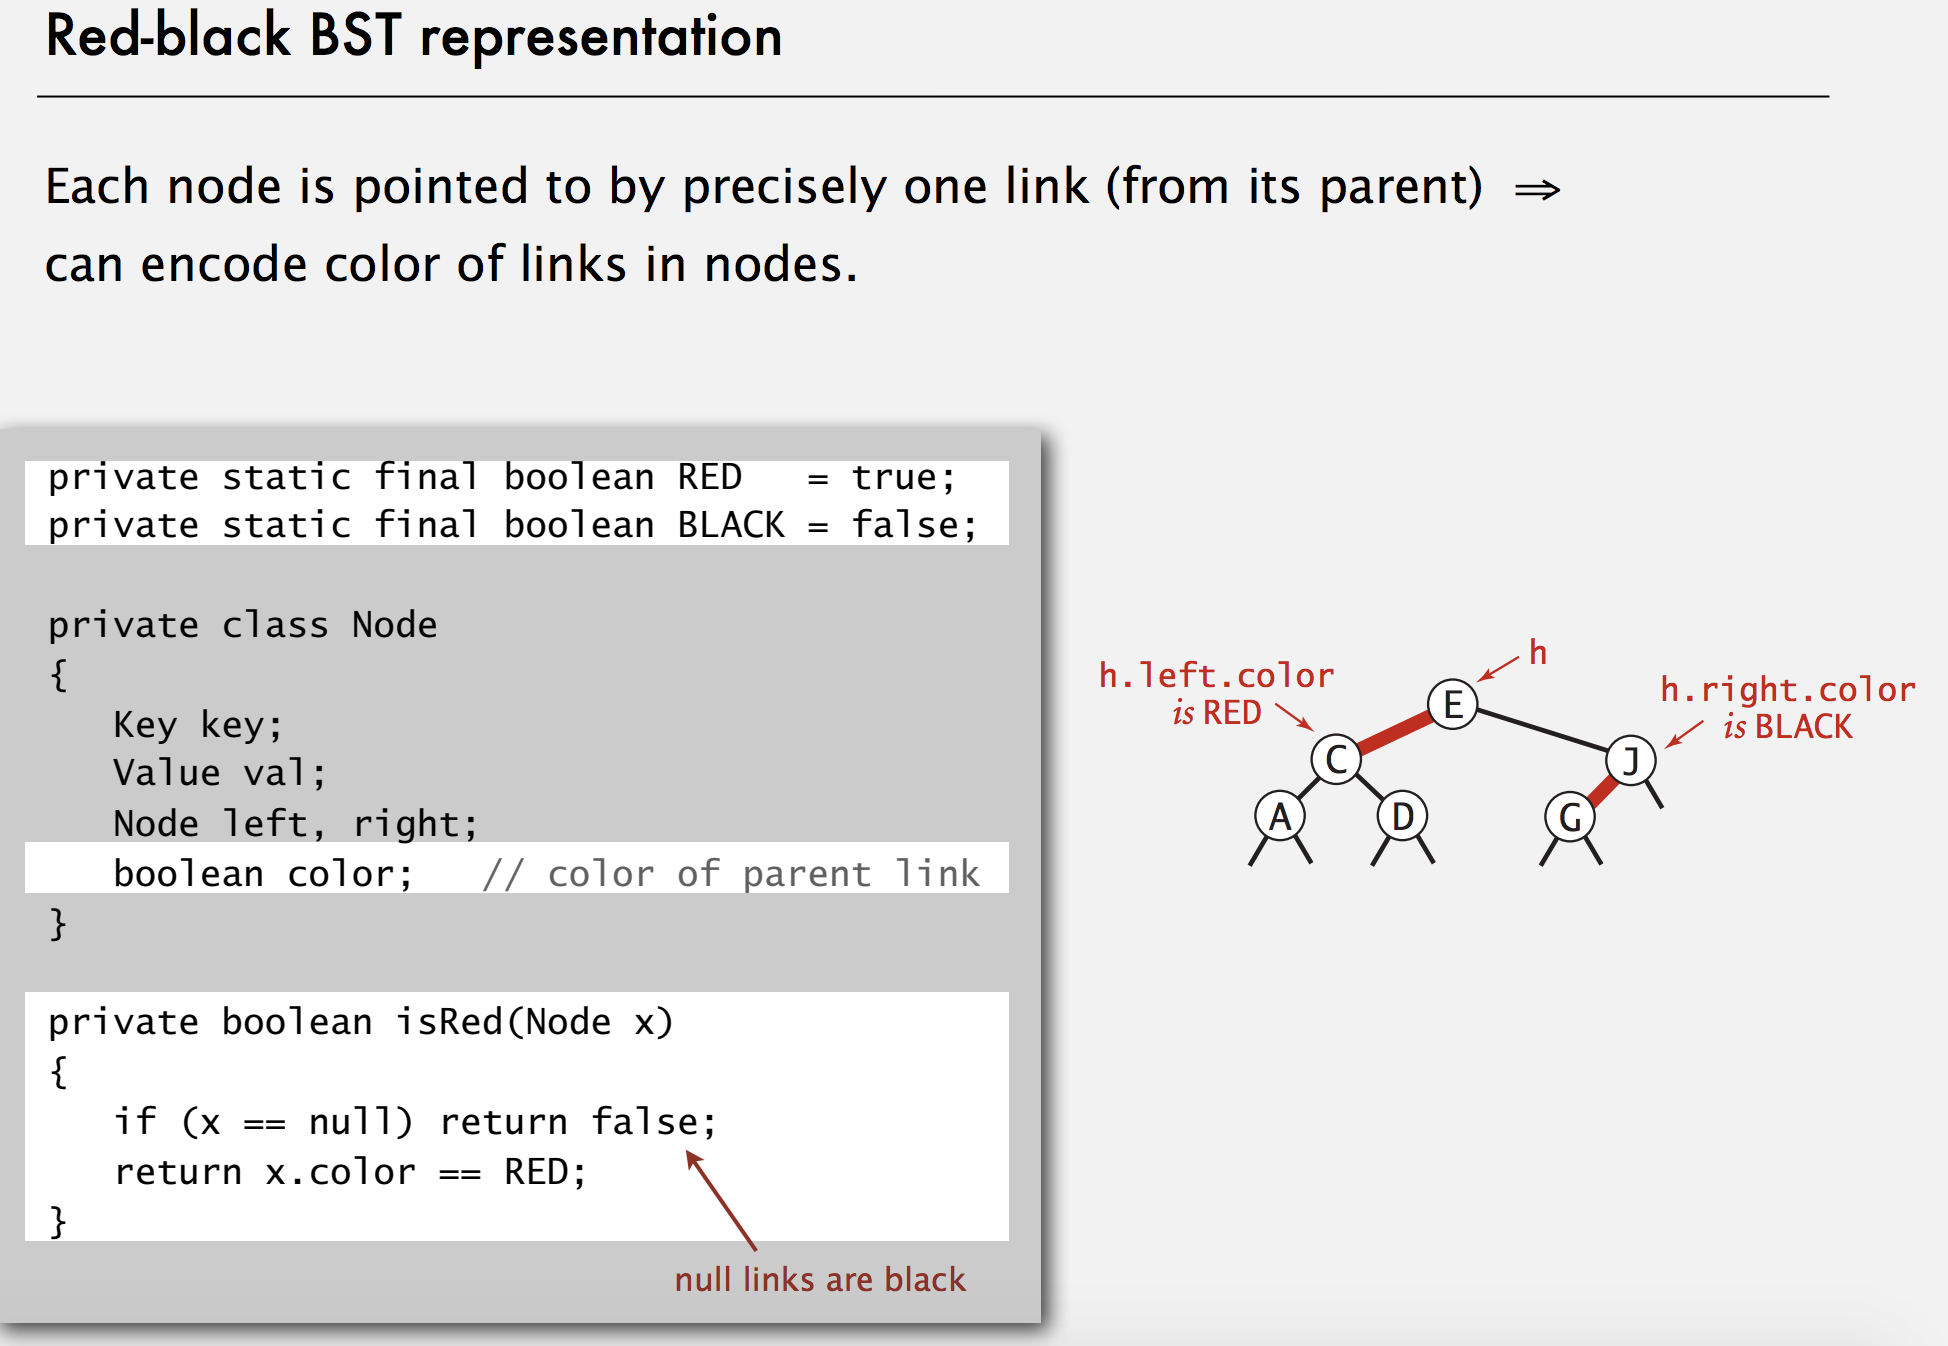 Red-black BST representation
Each node is pointed to by precisely one link (from its parent) ⇒
can encode color of links in nodes.
private static final boolean RED   = true;
private static final boolean BLACK = false;
private class Node
{
   Key key;
   Value val;
   Node left, right;
   boolean color;   // color of parent link
}
private boolean isRed(Node x)
{
   if (x == null) return false;
   return x.color == RED;
}
null links are black
h
h.left.color
is RED
h.right.color
is BLACK
E
C
J
A
D
G